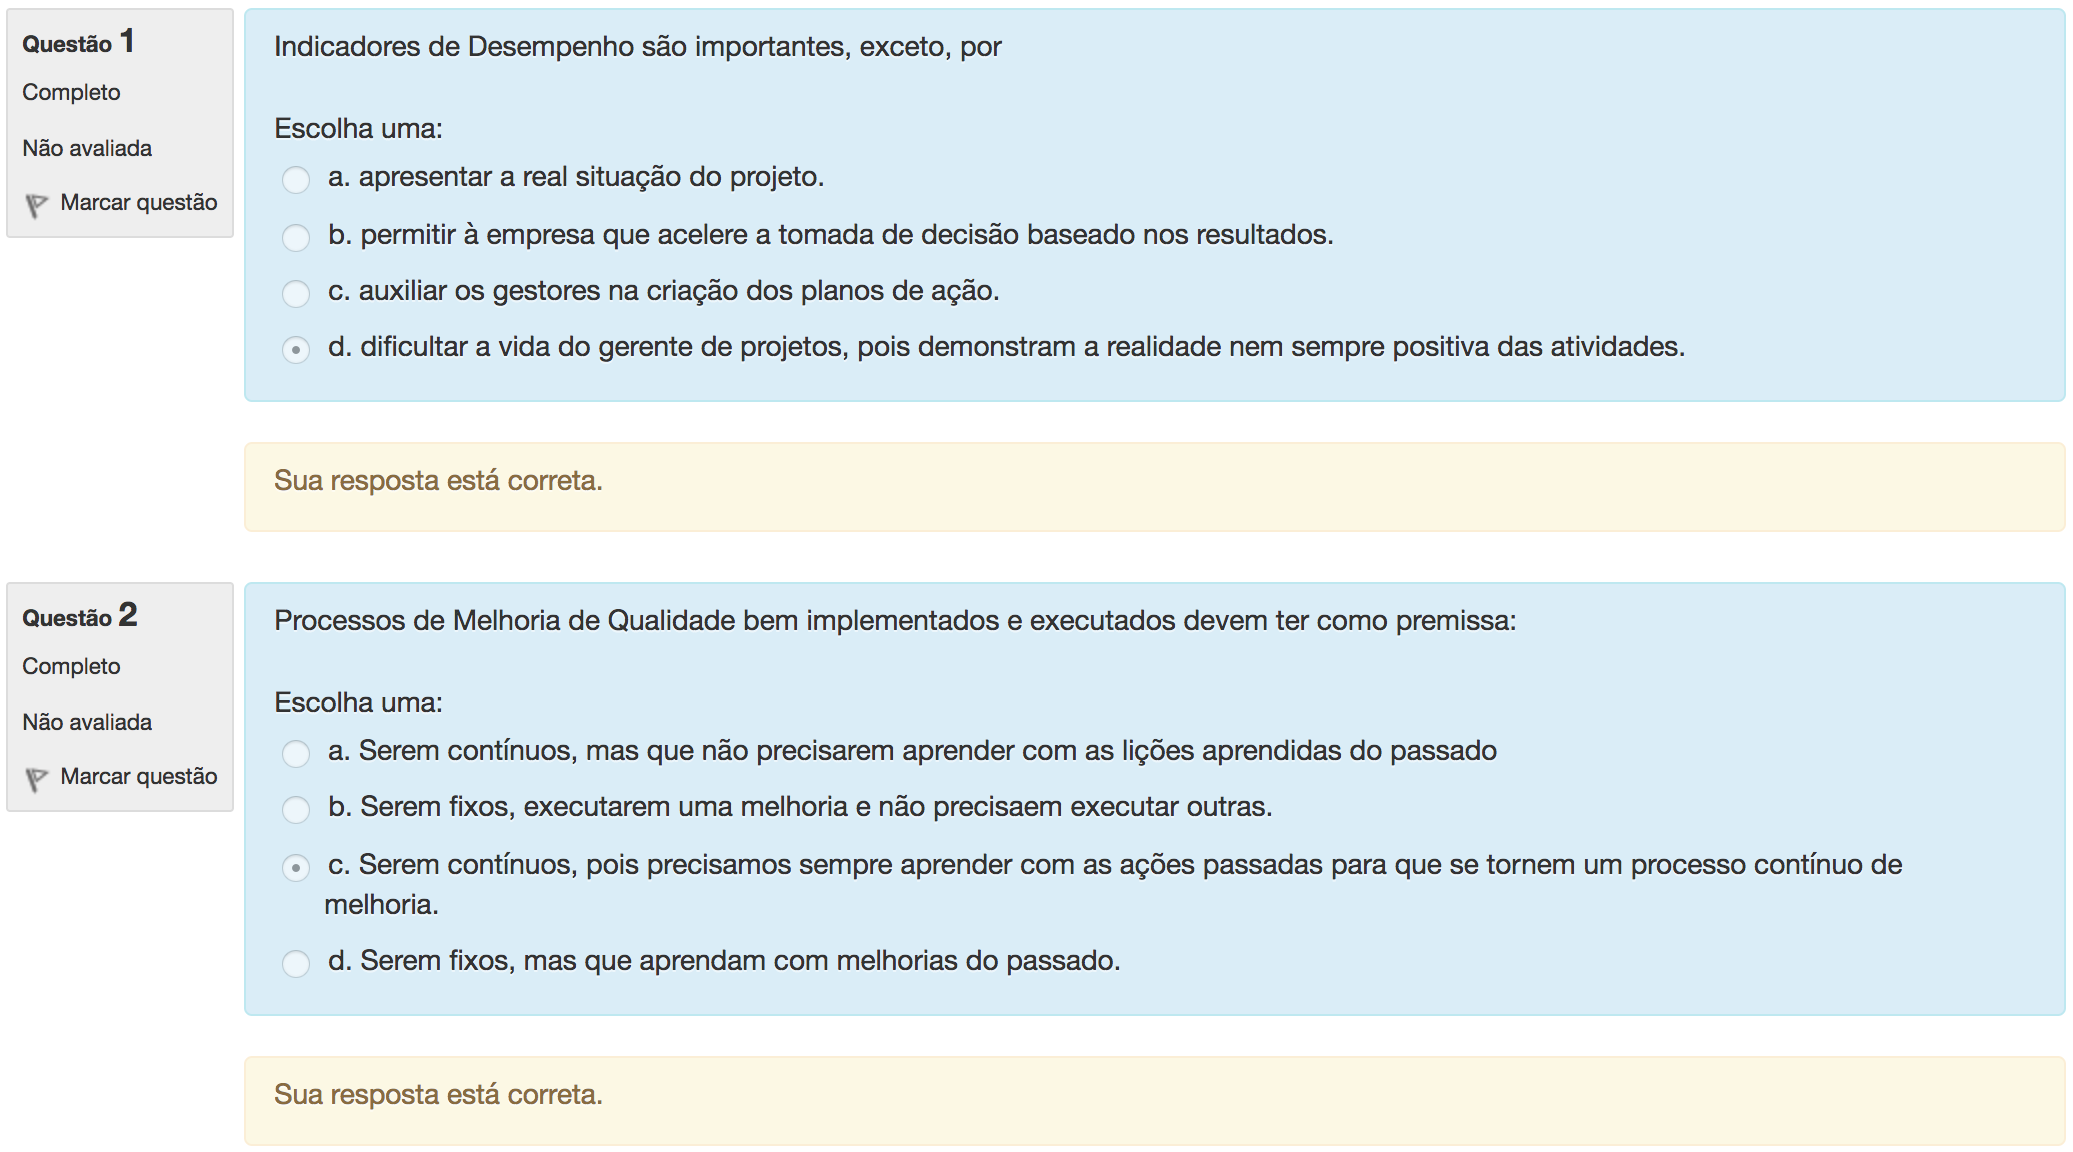 Questão 1
Completo
Não avaliada
Marcar questão
Indicadores de Desempenho são importantes, exceto, por
Escolha uma:
a. apresentar a real situação do projeto.
b. permitir à empresa que acelere a tomada de decisão baseado nos resultados.
c. auxiliar os gestores na criação dos planos de ação.
d. dificultar a vida do gerente de projetos, pois demonstram a realidade nem sempre positiva das atividades.
Sua resposta está correta.
Questão 2
Completo
Não avaliada
Marcar questão
Processos de Melhoria de Qualidade bem implementados e executados devem ter como premissa:
Escolha uma:
a. Serem contínuos, mas que não precisarem aprender com as lições aprendidas do passado
b. Serem fixos, executarem uma melhoria e não precisaem executar outras.
c. Serem contínuos, pois precisamos sempre aprender com as ações passadas para que se tornem um processo contínuo de
melhoria.
d. Serem fixos, mas que aprendam com melhorias do passado.
Sua resposta está correta.